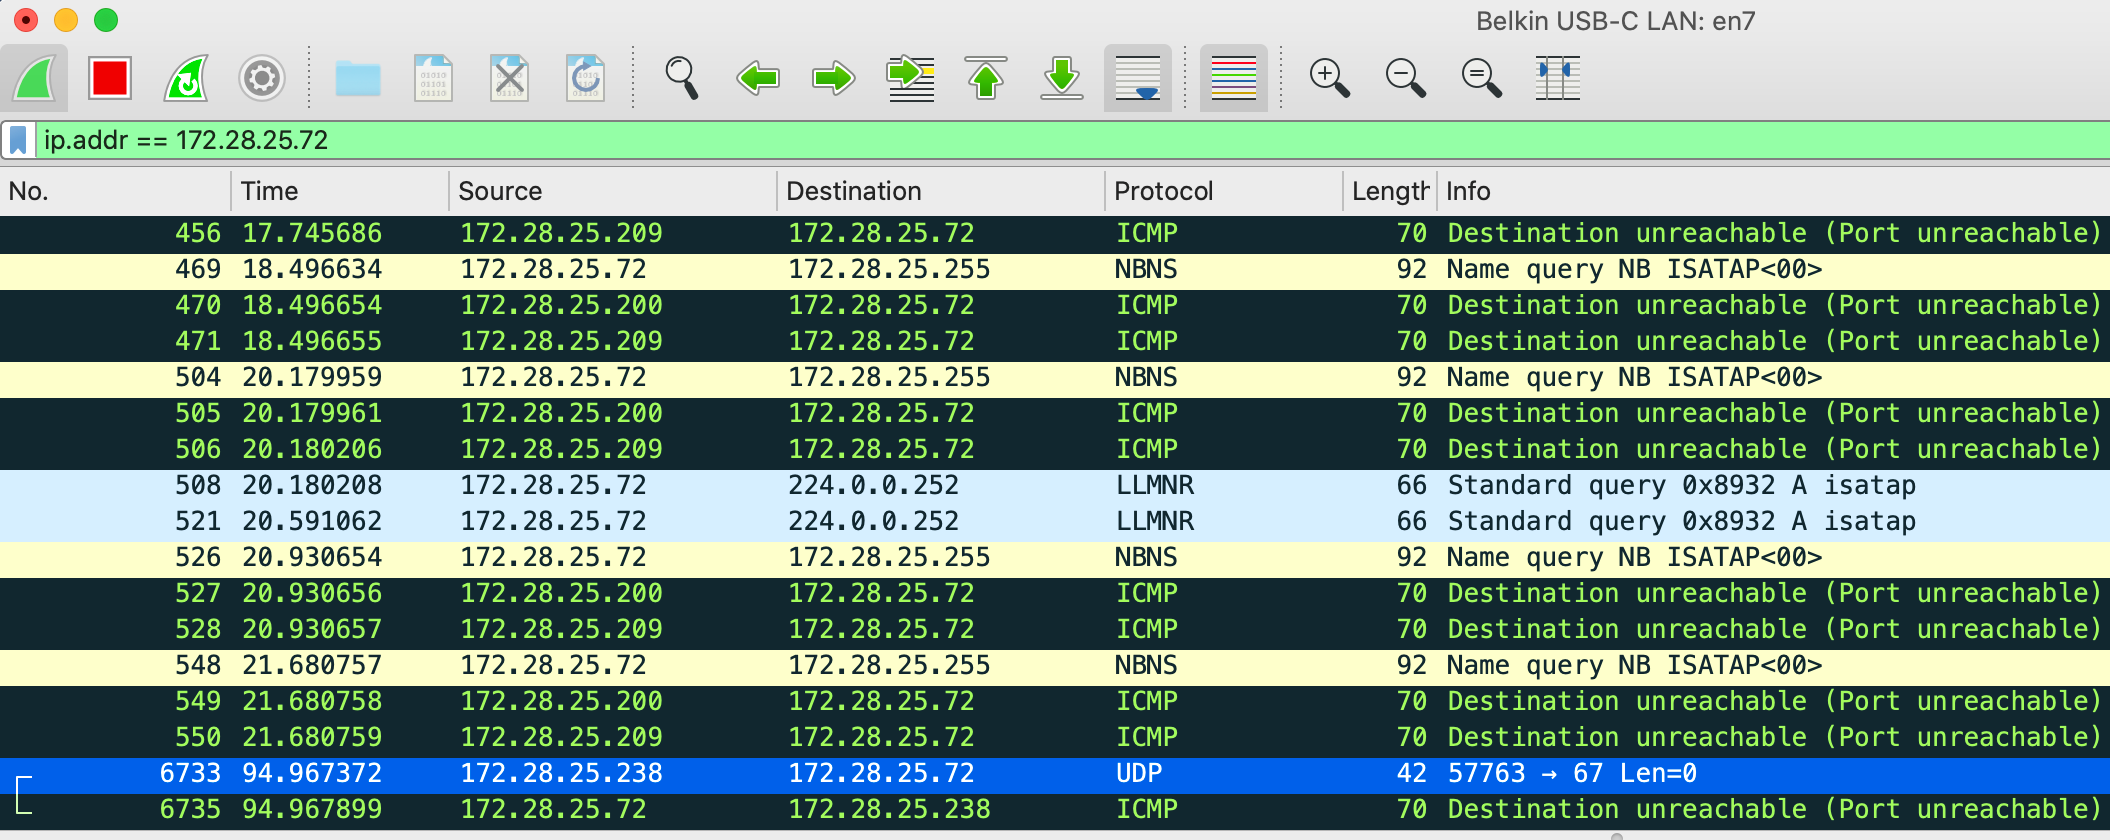 Belkin USB-C LAN: en7
ip.addr == 172.28.25.72
No. Time Source Destination Protocol Length Info
456 17.745686 172.28.25.209 172.28.25.72 ICMP 70 Destination unreachable (Port unreachable)
469 18.496634 172.28.25.72 172.28.25.255 NBNS 92 Name query NB ISATAP<00>
470 18.496654 172.28.25.200 172.28.25.72 ICMP 70 Destination unreachable (Port unreachable)
471 18.496655 172.28.25.209 172.28.25.72 ICMP 70 Destination unreachable (Port unreachable)
504 20.179959 172.28.25.72 172.28.25.255 NBNS 92 Name query NB ISATAP<00>
505 20.179961 172.28.25.200 172.28.25.72 ICMP 70 Destination unreachable (Port unreachable)
506 20.180206 172.28.25.209 172.28.25.72 ICMP 70 Destination unreachable (Port unreachable)
508 20.180208 172.28.25.72 224.0.0.252 LLMNR 66 Standard query 0x8932 A isatap
521 20.591062 172.28.25.72 224.0.0.252 LLMNR 66 Standard query 0x8932 A isatap
526 20.930654 172.28.25.72 172.28.25.255 NBNS 92 Name query NB ISATAP<00>
527 20.930656 172.28.25.200 172.28.25.72 ICMP 70 Destination unreachable (Port unreachable)
528 20.930657 172.28.25.209 172.28.25.72 ICMP 70 Destination unreachable (Port unreachable)
548 21.680757 172.28.25.72 172.28.25.255 NBNS 92 Name query NB ISATAP<00>
549 21.680758 172.28.25.200 172.28.25.72 ICMP 70 Destination unreachable (Port unreachable)
550 21.680759 172.28.25.209 172.28.25.72 ICMP 70 Destination unreachable (Port unreachable)
6733 94.967372 172.28.25.238 172.28.25.72 UDP 42 57763 → 67 Len=0
6735 94.967899 172.28.25.72 172.28.25.238 ICMP 70 Destination unreachable (Port unreachable)